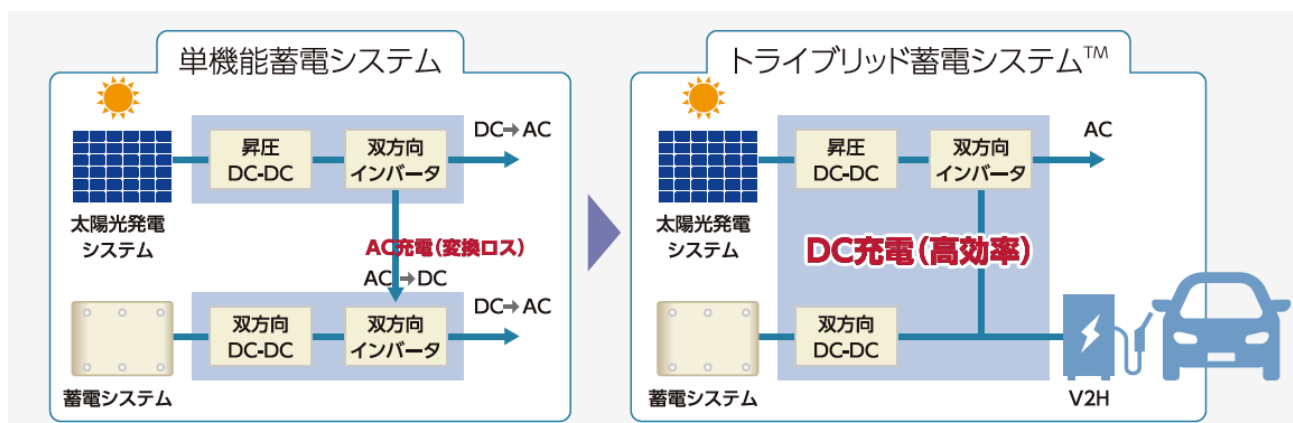 単機能蓄電システム
DC→AC
昇圧
DC-DC
双方向
インバータ
太陽光発電
システム
AC充電(変換ロス)
AC→DC
DC→AC
双方向
DC-DC
双方向
インバータ
蓄電システム
トライブリッド蓄電システム™
AC
昇圧
DC-DC
双方向
インバータ
太陽光発電
システム
DC充電(高効率)
双方向
DC-DC
蓄電システム
V2H